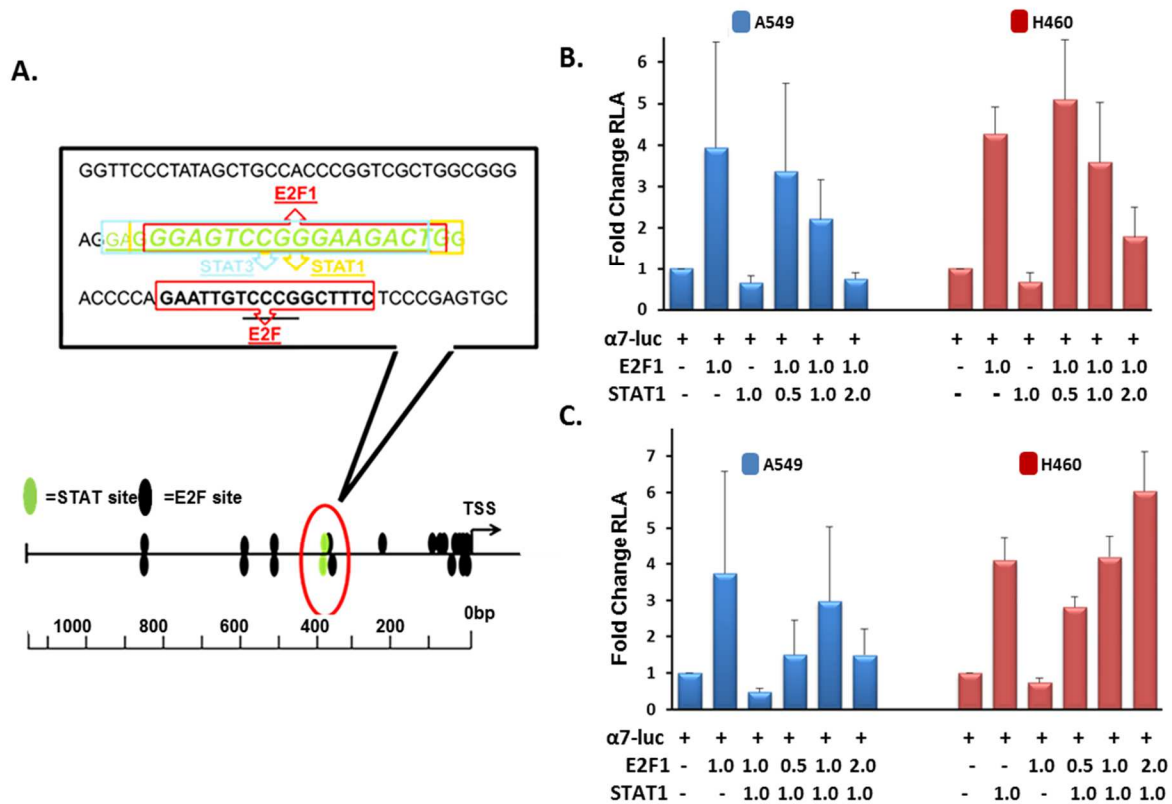 A.
GGTTCCCTATAGCTGCCACCCGGTCGCTGGCGGG
E2F1
AGGAGGGAGTCCGGGAAGACTGG
STAT3 STAT1
ACCCCAGAATTGTCCCGGCTTTCTCCCGAGTGC
E2F
=STAT site =E2F site
TSS
0bp
1000 800 600 400 200
B.
A549 H460
Fold Change RLA
6
5
4
3
2
1
0
α7-luc + + + + + + + + + + + +
E2F1 - 1.0 - 1.0 1.0 1.0 - 1.0 - 1.0 1.0 1.0
STAT1 - - 1.0 0.5 1.0 2.0 - - 1.0 0.5 1.0 2.0
C.
A549 H460
Fold Change RLA
7
6
5
4
3
2
1
0
α7-luc + + + + + + + + + + + +
E2F1 - 1.0 1.0 0.5 1.0 2.0 - - 1.0 0.5 1.0 2.0
STAT1 - - 1.0 1.0 1.0 1.0 - 1.0 - 1.0 1.0 1.0